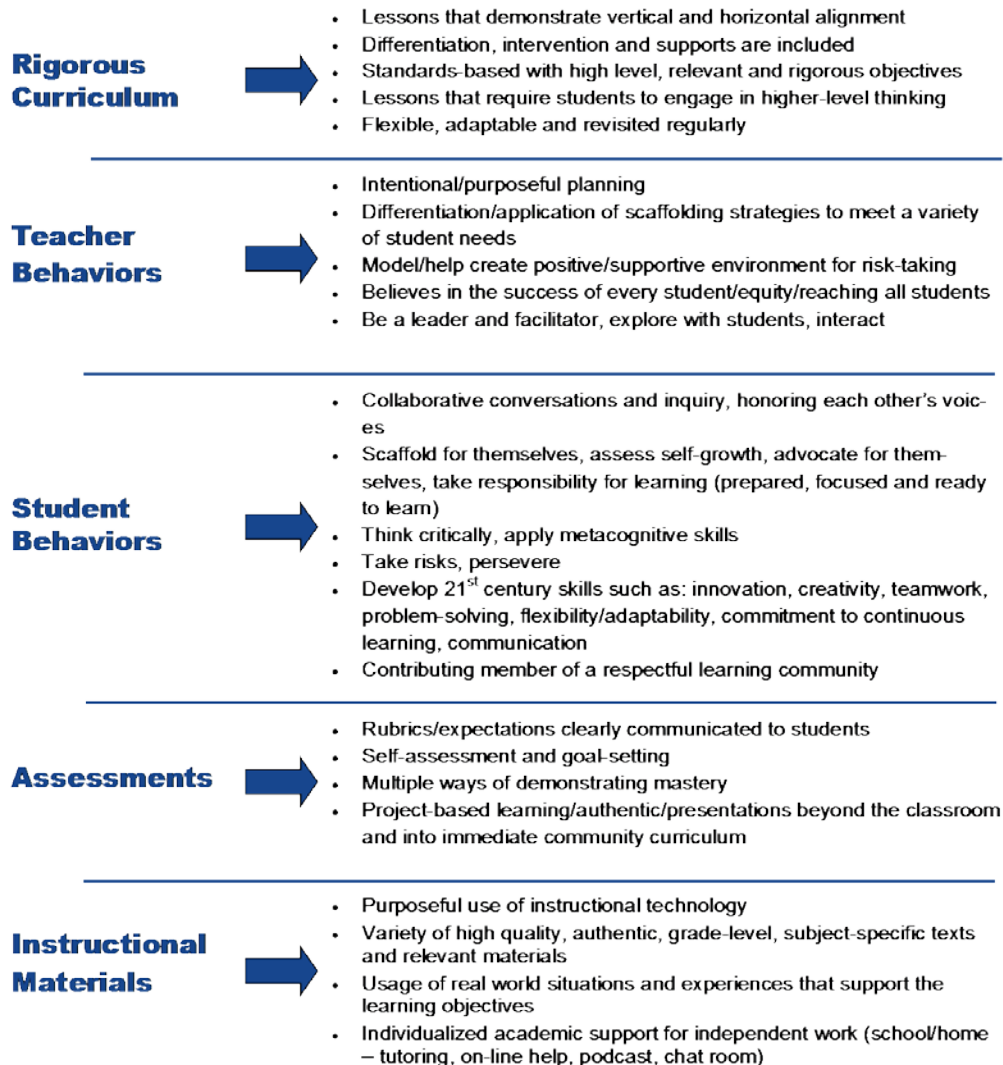 Rigorous
Curriculum
• Lessons that demonstrate vertical and horizontal alignment
• Differentiation, intervention and supports are included
• Standards-based with high level, relevant and rigorous objectives
• Lessons that require students to engage in higher-level thinking
• Flexible, adaptable and revisited regularly
Teacher
Behaviors
• Intentional/purposeful planning
• Differentiation/application of scaffolding strategies to meet a variety
of student needs
• Model/help create positive/supportive environment for risk-taking
• Believes in the success of every student/equity/reaching all students
• Be a leader and facilitator, explore with students, interact
Student
Behaviors
• Collaborative conversations and inquiry, honoring each other's voic-
es
• Scaffold for themselves, assess self-growth, advocate for them-
selves, take responsibility for learning (prepared, focused and ready
to learn)
• Think critically, apply metacognitive skills
• Take risks, persevere
• Develop 21st century skills such as: innovation, creativity, teamwork,
problem-solving, flexibility/adaptability, commitment to continuous
learning, communication
• Contributing member of a respectful learning community
Assessments
• Rubrics/expectations clearly communicated to students
• Self-assessment and goal-setting
• Multiple ways of demonstrating mastery
• Project-based learning/authentic/presentations beyond the classroom
and into immediate community curriculum
Instructional
Materials
• Purposeful use of instructional technology
• Variety of high quality, authentic, grade-level, subject-specific texts
and relevant materials
• Usage of real world situations and experiences that support the
learning objectives
• Individualized academic support for independent work (school/home
– tutoring, on-line help, podcast, chat room)